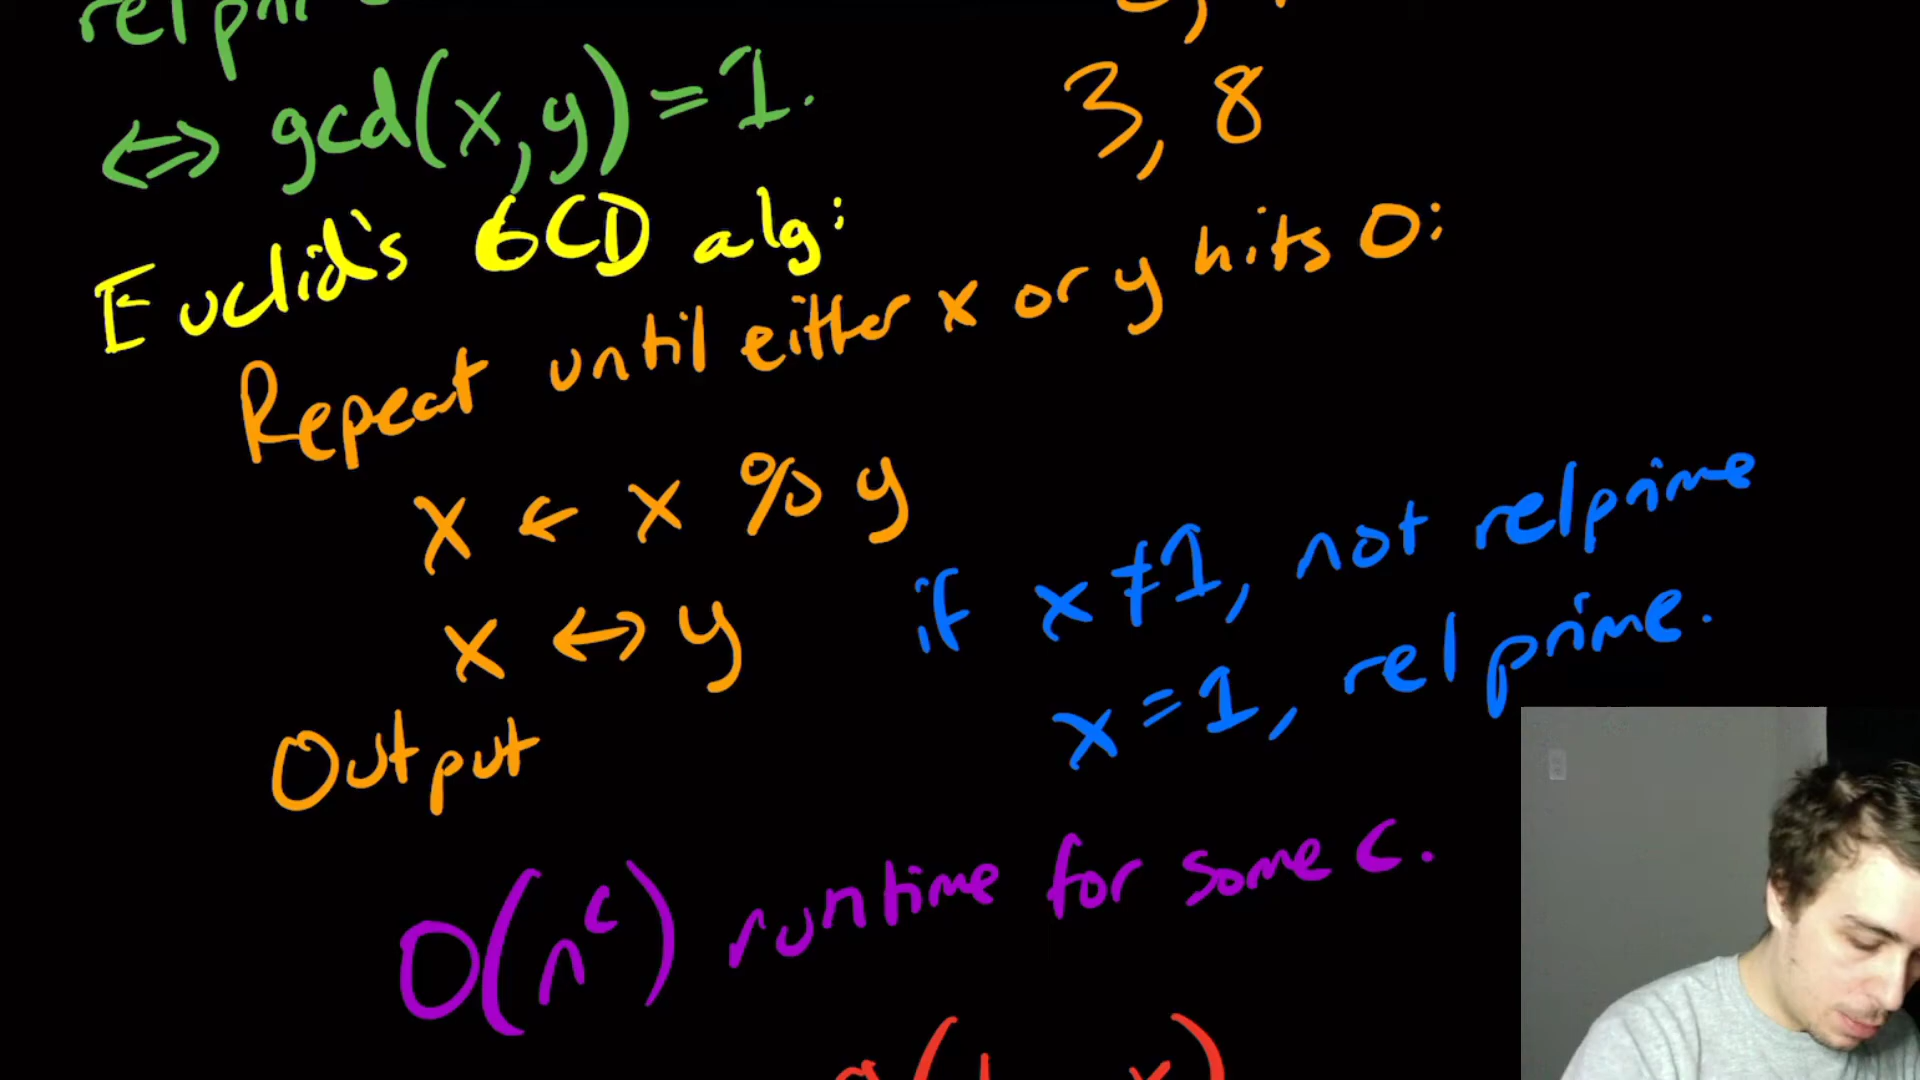 relpri
3, 8
⟺ gcd(x,y)=1.
Euclid's GCD alg:
Repeat until either x or y hits 0:
x ← x % y
x ↔ y
if x≠1, not relprime
x=1, relprime.
Output
O(n^c) runtime for some c.